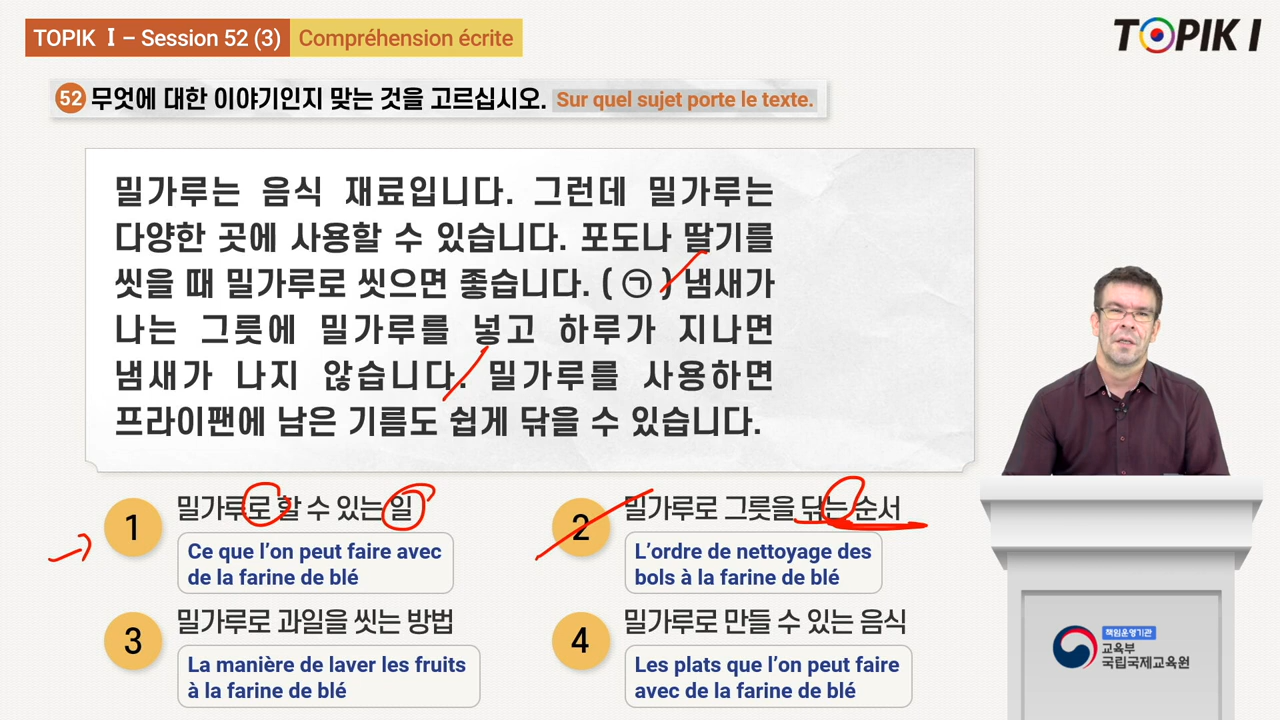 TOPIK Ⅰ – Session 52 (3) Compréhension écrite
TOPIK I
52 무엇에 대한 이야기인지 맞는 것을 고르십시오. Sur quel sujet porte le texte.
밀가루는 음식 재료입니다. 그런데 밀가루는
다양한 곳에 사용할 수 있습니다. 포도나 딸기를
씻을 때 밀가루로 씻으면 좋습니다. ( ㉠ ) 냄새가
나는 그릇에 밀가루를 넣고 하루가 지나면
냄새가 나지 않습니다. 밀가루를 사용하면
프라이팬에 남은 기름도 쉽게 닦을 수 있습니다.
1 밀가루로 할 수 있는 일
Ce que l’on peut faire avec
de la farine de blé
2 밀가루로 그릇을 닦는 순서
L’ordre de nettoyage des
bols à la farine de blé
3 밀가루로 과일을 씻는 방법
La manière de laver les fruits
à la farine de blé
4 밀가루로 만들 수 있는 음식
Les plats que l’on peut faire
avec de la farine de blé
책임운영기관
교육부
국립국제교육원